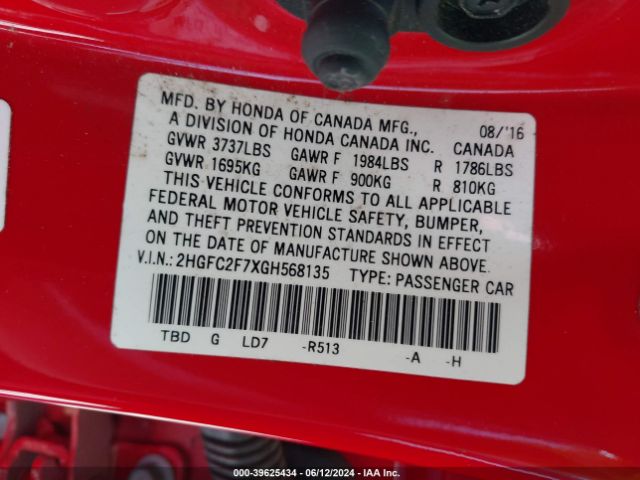 MFD. BY HONDA OF CANADA MFG., 08/'16
A DIVISION OF HONDA CANADA INC. CANADA
GVWR 3737LBS GAWR F 1984LBS R 1786LBS
GVWR 1695KG GAWR F 900KG R 810KG
THIS VEHICLE CONFORMS TO ALL APPLICABLE
FEDERAL MOTOR VEHICLE SAFETY, BUMPER,
AND THEFT PREVENTION STANDARDS IN EFFECT
ON THE DATE OF MANUFACTURE SHOWN ABOVE.
V.I.N.: 2HGFC2F7XGH568135 TYPE: PASSENGER CAR
TBD G LD7 -R513 -A -H
000-39625434 / 06/12/2024 - IAA Inc.